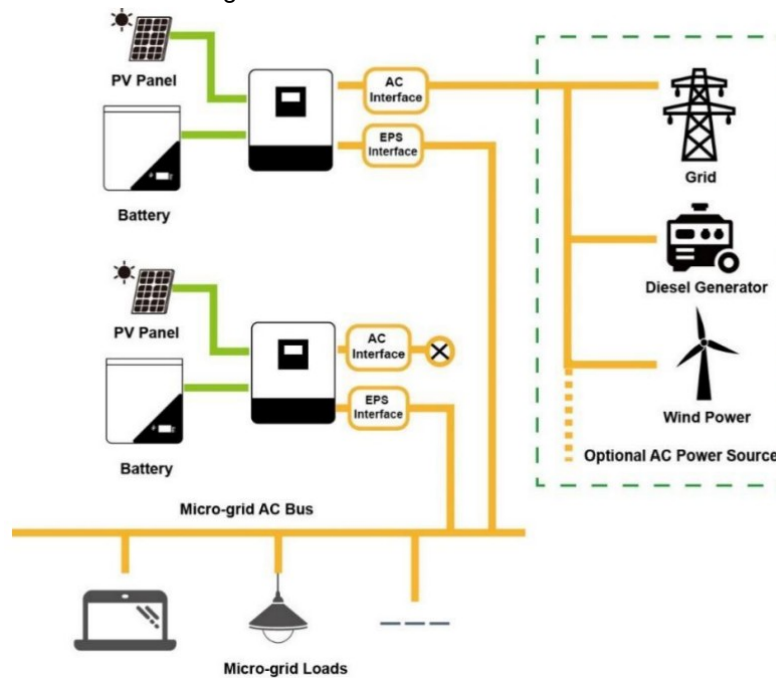 PV Panel
AC
Interface
EPS
Interface
Battery
Grid
Diesel Generator
PV Panel
AC
Interface
EPS
Interface
Wind Power
Battery
Optional AC Power Source
Micro-grid AC Bus
Micro-grid Loads